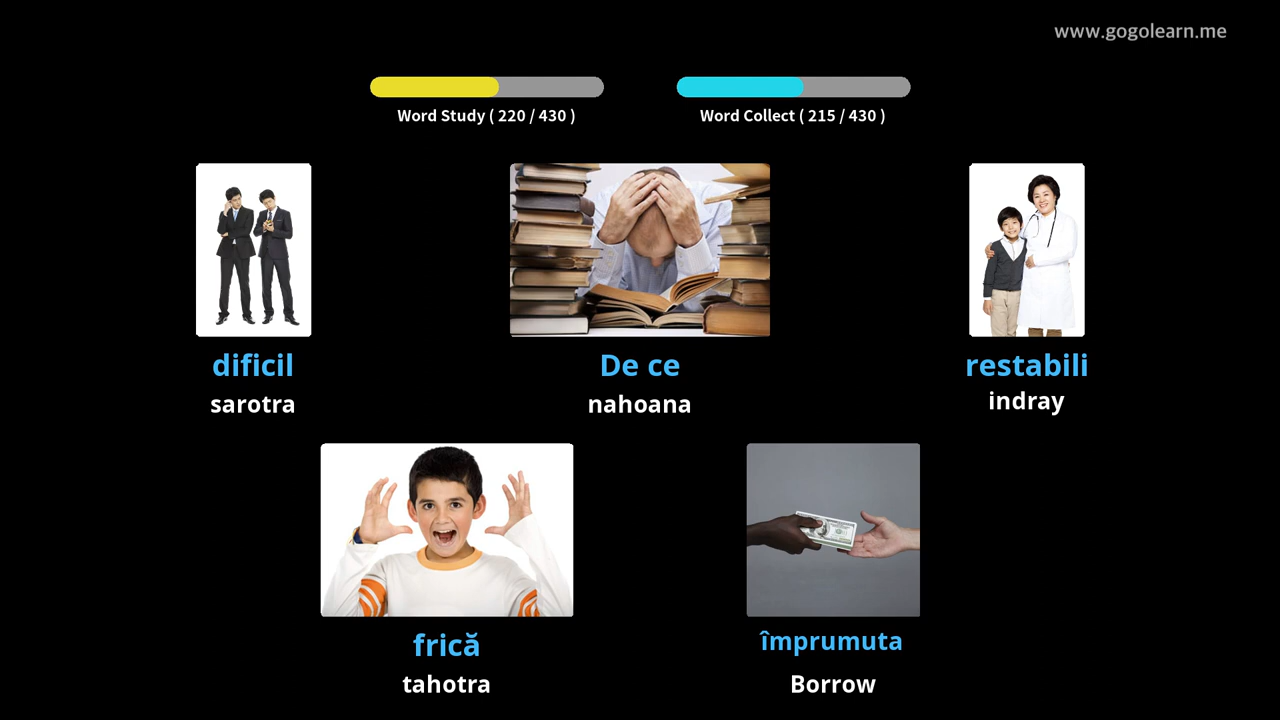 www.gogolearn.me
Word Study ( 220 / 430 )
Word Collect ( 215 / 430 )
dificil
sarotra
De ce
nahoana
restabili
indray
frică
tahotra
împrumuta
Borrow